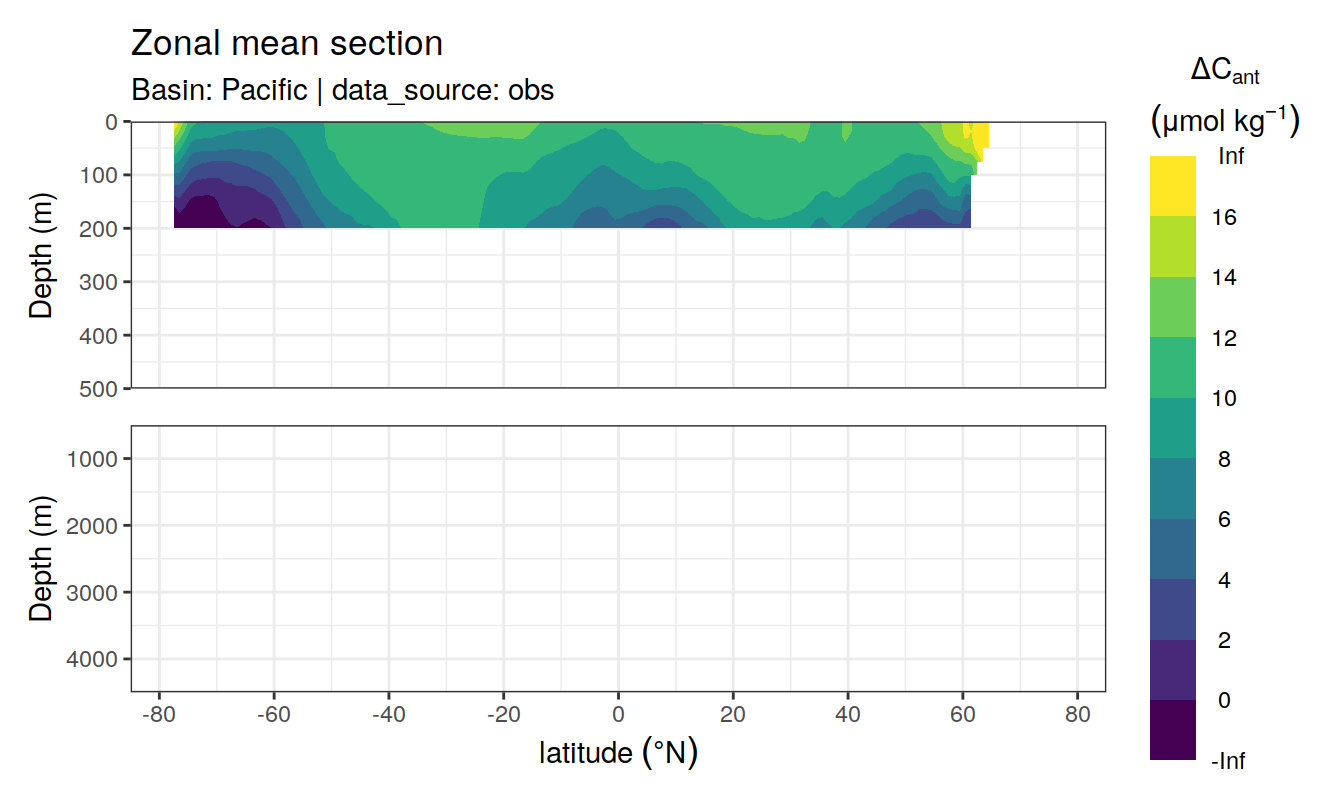 Zonal mean section
Basin: Pacific | data_source: obs
Depth (m)
0
100
200
300
400
500
Depth (m)
1000
2000
3000
4000
-80 -60 -40 -20 0 20 40 60 80
latitude (°N)
ΔCant
(μmol kg⁻¹)
Inf
16
14
12
10
8
6
4
2
0
-Inf